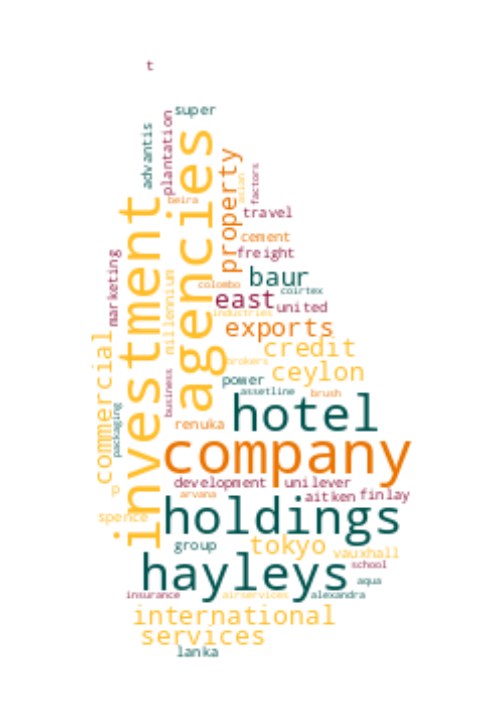 t
super
advantis
plantation
agencies
property
factors
asian
investment
beira
travel
cement
freight
marketing
millennium
colombo
baur
coirtex
east
united
industries
exports
commercial
credit
brokers
ceylon
business
power
assetline
brush
packaging
hotel
renuka
company
development
unilever
arvana
aitken
finlay
spence
holdings
group
tokyo
vauxhall
hayleys
school
aqua
insurance
airservices
alexandra
international
services
lanka